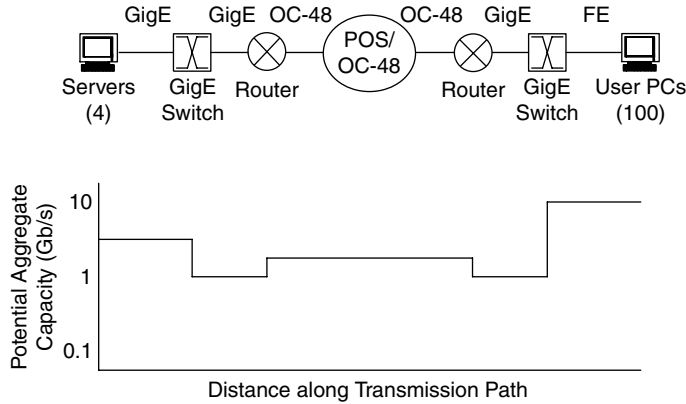 GigE GigE OC-48 OC-48 GigE FE
POS/
OC-48
Servers
(4)
GigE
Switch
Router
Router
GigE
Switch
User PCs
(100)
Potential Aggregate
Capacity (Gb/s)
10
1
0.1
Distance along Transmission Path